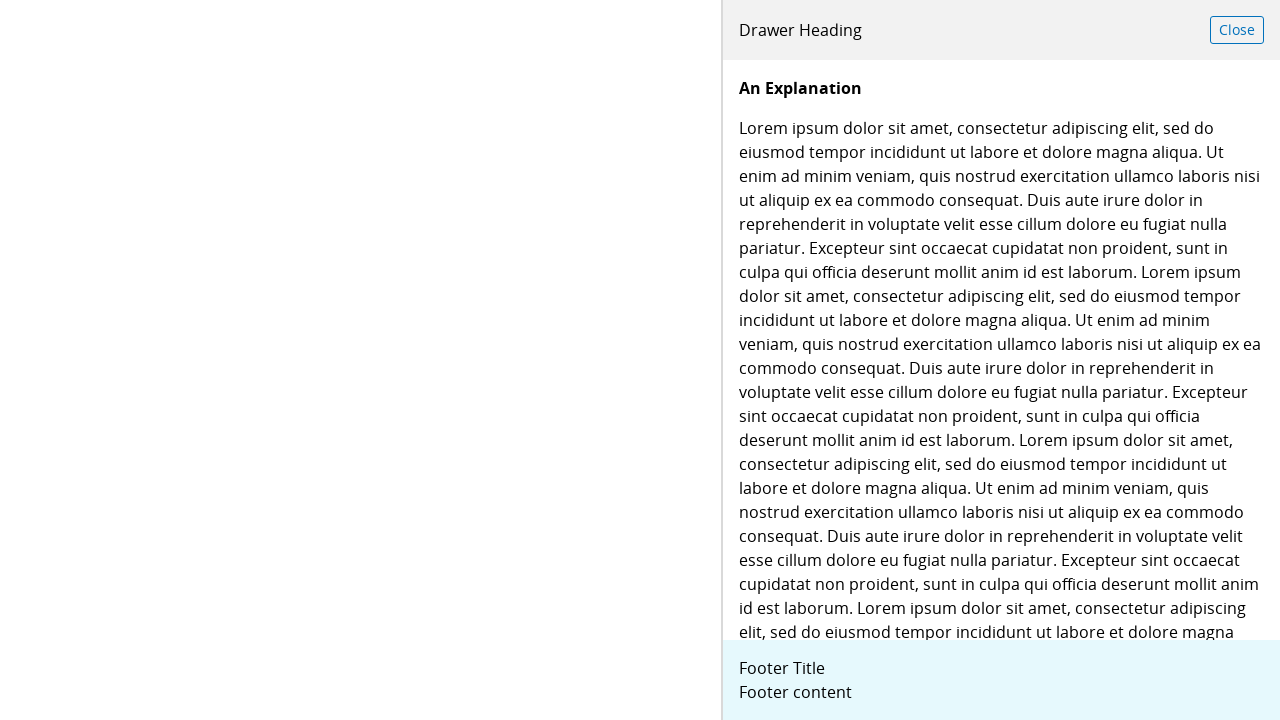 Drawer Heading
Close
An Explanation
Lorem ipsum dolor sit amet, consectetur adipiscing elit, sed do
eiusmod tempor incididunt ut labore et dolore magna aliqua. Ut
enim ad minim veniam, quis nostrud exercitation ullamco laboris nisi
ut aliquip ex ea commodo consequat. Duis aute irure dolor in
reprehenderit in voluptate velit esse cillum dolore eu fugiat nulla
pariatur. Excepteur sint occaecat cupidatat non proident, sunt in
culpa qui officia deserunt mollit anim id est laborum. Lorem ipsum
dolor sit amet, consectetur adipiscing elit, sed do eiusmod tempor
incididunt ut labore et dolore magna aliqua. Ut enim ad minim
veniam, quis nostrud exercitation ullamco laboris nisi ut aliquip ex ea
commodo consequat. Duis aute irure dolor in reprehenderit in
voluptate velit esse cillum dolore eu fugiat nulla pariatur. Excepteur
sint occaecat cupidatat non proident, sunt in culpa qui officia
deserunt mollit anim id est laborum. Lorem ipsum dolor sit amet,
consectetur adipiscing elit, sed do eiusmod tempor incididunt ut
labore et dolore magna aliqua. Ut enim ad minim veniam, quis
nostrud exercitation ullamco laboris nisi ut aliquip ex ea commodo
consequat. Duis aute irure dolor in reprehenderit in voluptate velit
esse cillum dolore eu fugiat nulla pariatur. Excepteur sint occaecat
cupidatat non proident, sunt in culpa qui officia deserunt mollit anim
id est laborum. Lorem ipsum dolor sit amet, consectetur adipiscing
elit, sed do eiusmod tempor incididunt ut labore et dolore magna
Footer Title
Footer content